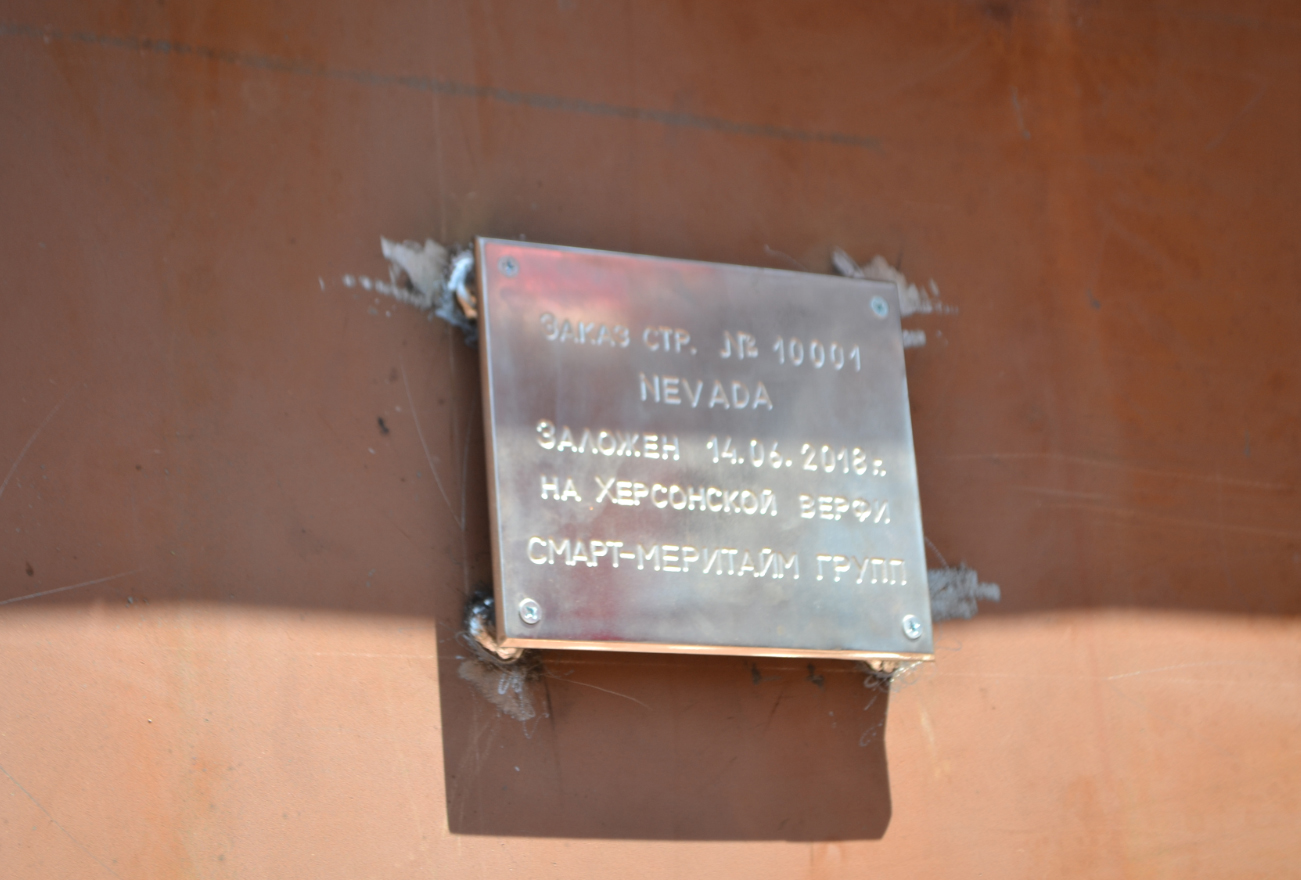 ЗАКАЗ СТР. № 10001
NEVADA
ЗАЛОЖЕН 14.06.2018 г.
НА ХЕРСОНСКОЙ ВЕРФИ
СМАРТ-МЕРИТАЙМ ГРУПП